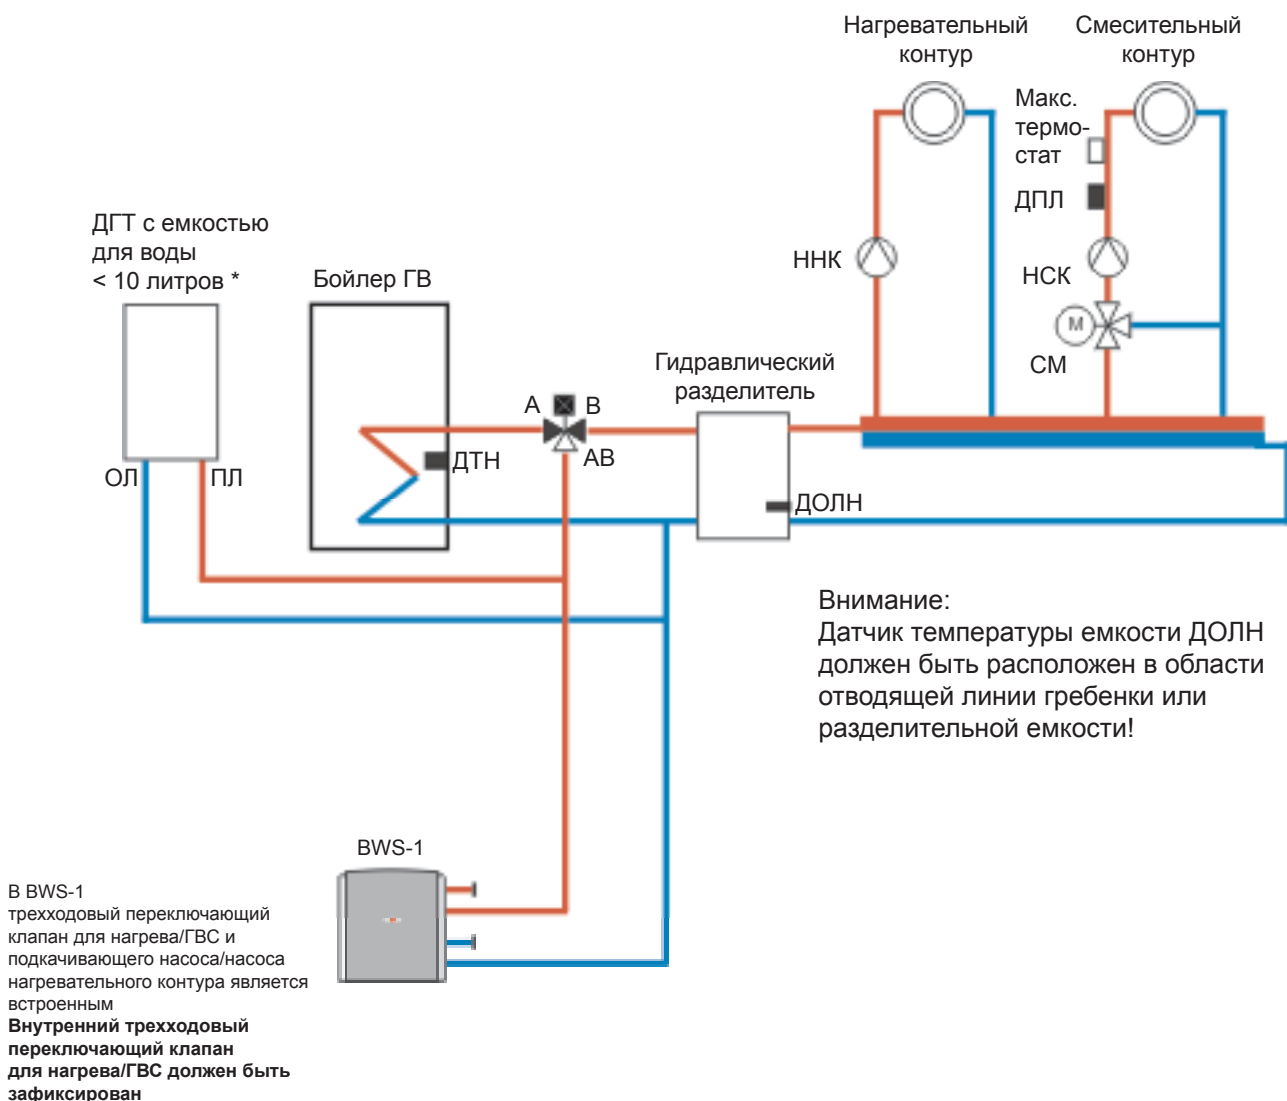 Нагревательный
контур
Смесительный
контур
Макс.
термо-
стат
ДПЛ
ННК
НСК
М
СМ
ДГТ с емкостью
для воды
< 10 литров *
Бойлер ГВ
Гидравлический
разделитель
А
В
АВ
ДТН
ОЛ
ПЛ
ДОЛН
Внимание:
Датчик температуры емкости ДОЛН
должен быть расположен в области
отводящей линии гребенки или
разделительной емкости!
BWS-1
В BWS-1
трехходовый переключающий
клапан для нагрева/ГВС и
подкачивающего насоса/насоса
нагревательного контура является
встроенным
Внутренний трехходовый
переключающий клапан
для нагрева/ГВС должен быть
зафиксирован